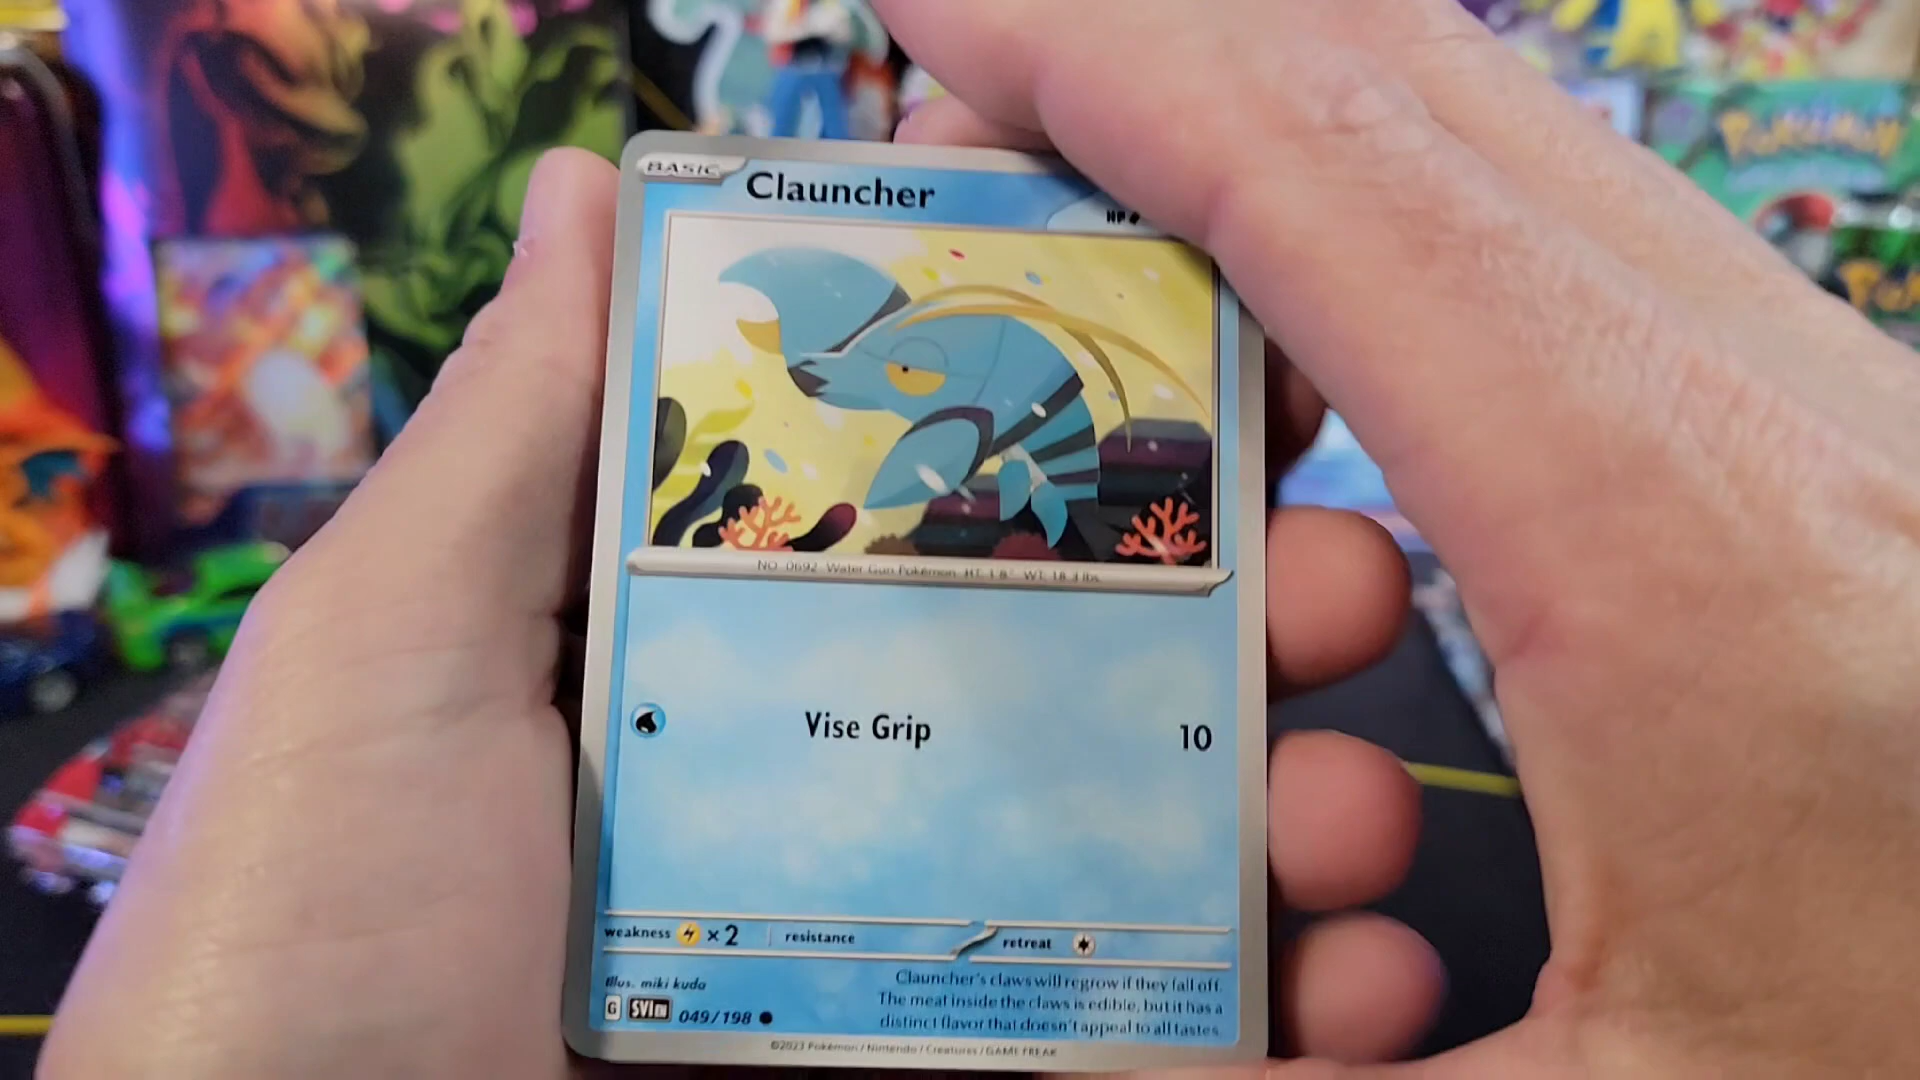 BASIC
Clauncher
HP
NO. 0692 Water Gun Pokémon HT: 1'8" WT: 18.3 lbs.
Vise Grip
10
weakness ×2
resistance
retreat
Illus. miki kudo
G SVI EN 049/198
Clauncher's claws will regrow if they fall off.
The meat inside the claws is edible, but it has a
distinct flavor that doesn't appeal to all tastes.
©2023 Pokémon / Nintendo / Creatures / GAME FREAK
Pokémon